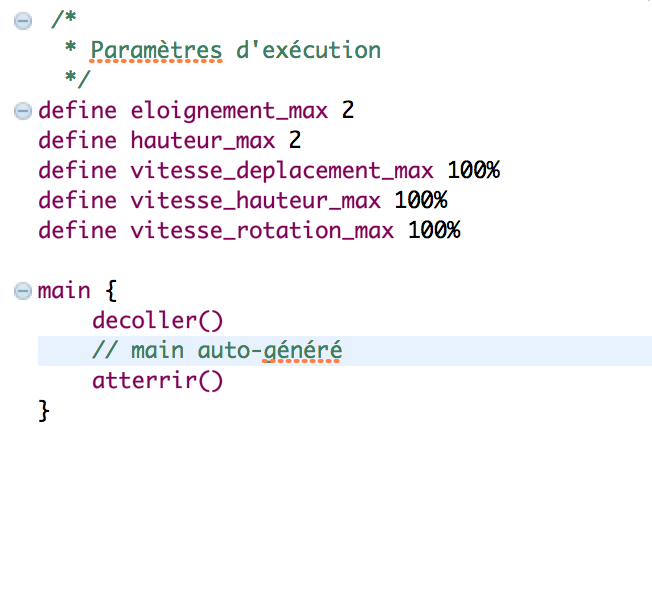 /*
* Paramètres d'exécution
*/
define eloignement_max 2
define hauteur_max 2
define vitesse_deplacement_max 100%
define vitesse_hauteur_max 100%
define vitesse_rotation_max 100%
main {
decoller()
// main auto-généré
atterrir()
}